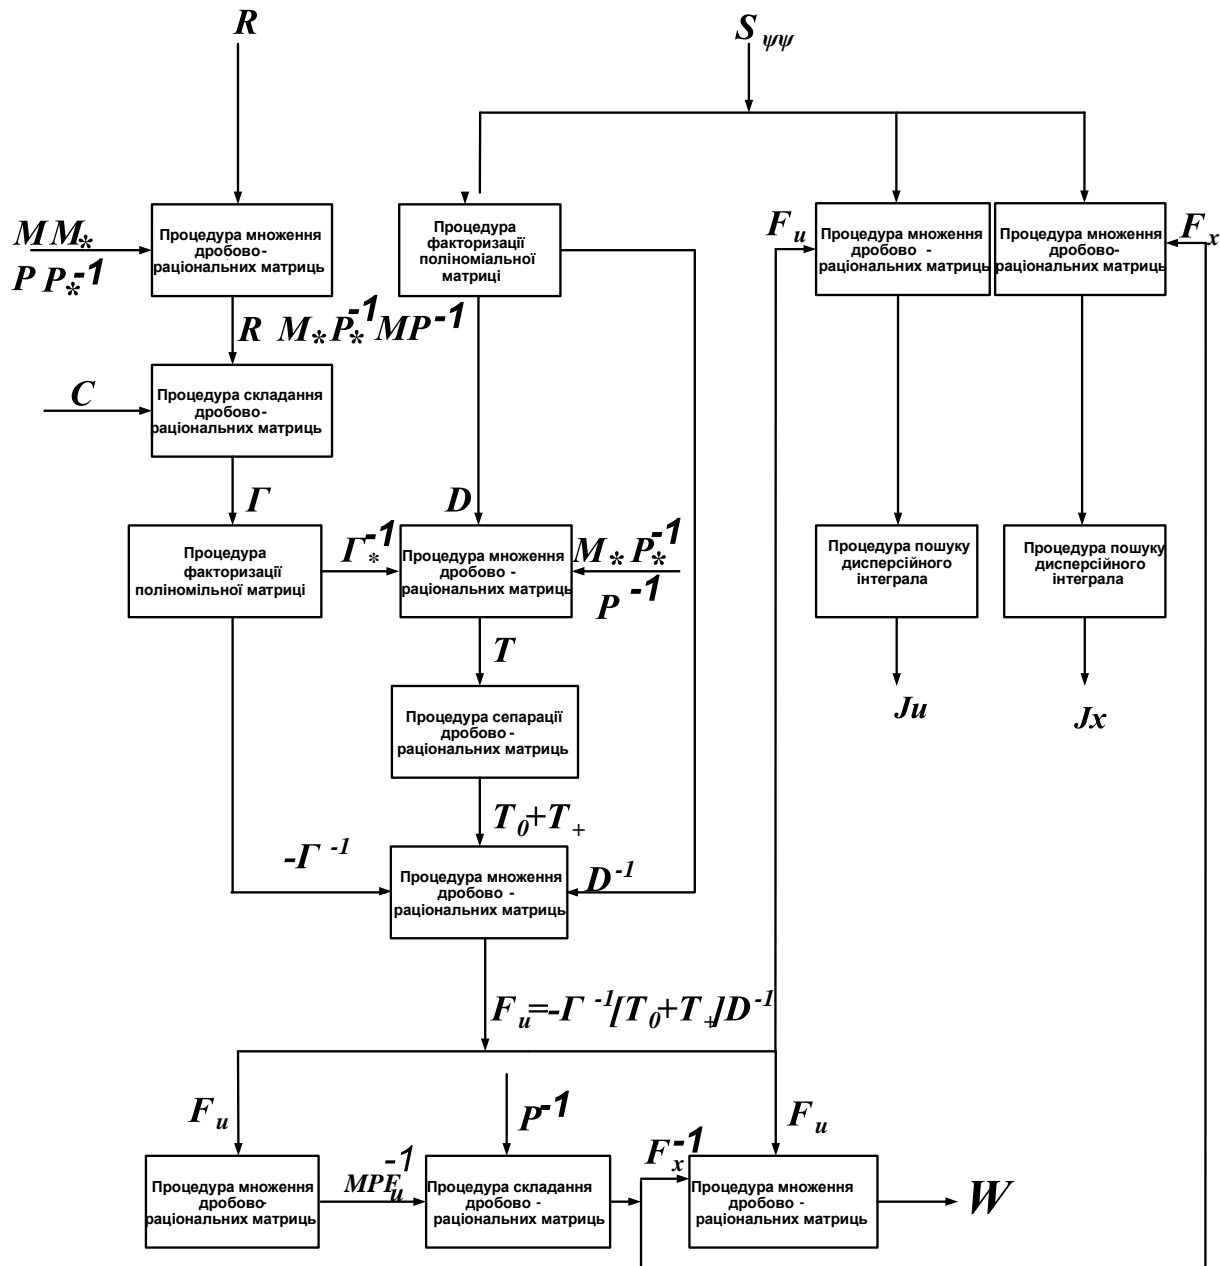 R
S ψψ
M M*
P P*-1
Процедура множення
дробово-
раціональних матриць
Процедура
факторизації
поліноміальної
матриці
F u
Процедура множення
дробово -
раціональних матриць
Процедура множення
дробово-
раціональних матриць
F x
R M*P*-1MP-1
C
Процедура складання
дробово-
раціональних матриць
Г
D
Процедура
факторизації
поліномільної матриці
Г*-1
Процедура множення
дробово -
раціональних матриць
M*P*-1
P-1
Процедура пошуку
дисперсійного
інтеграла
Процедура пошуку
дисперсійного
інтеграла
T
Процедура сепарації
дробово -
раціональних матриць
Ju
Jx
T0+T+
-Г-1
Процедура множення
дробово -
раціональних матриць
D-1
Fu=-Г-1[T0+T+]D-1
F u
P-1
F u
Процедура множення
дробово-
раціональних матриць
MPFu-1
Процедура складання
дробово -
раціональних матриць
Fx-1
Процедура множення
дробово -
раціональних матриць
W